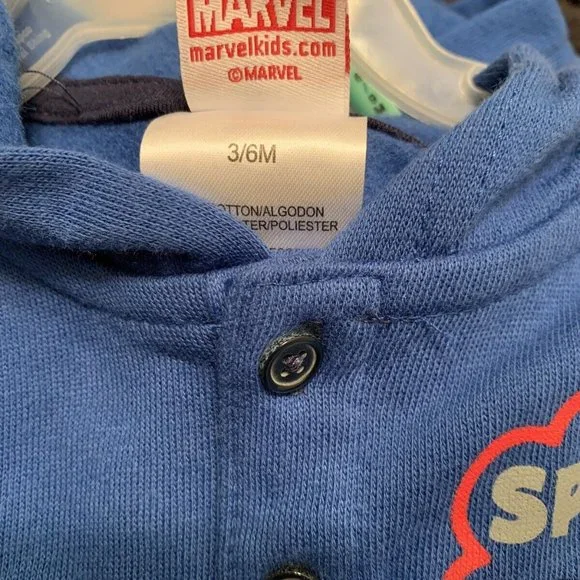 MARVEL
marvelkids.com
©MARVEL
3/6M
OTTON/ALGODON
TER/POLIESTER
SP